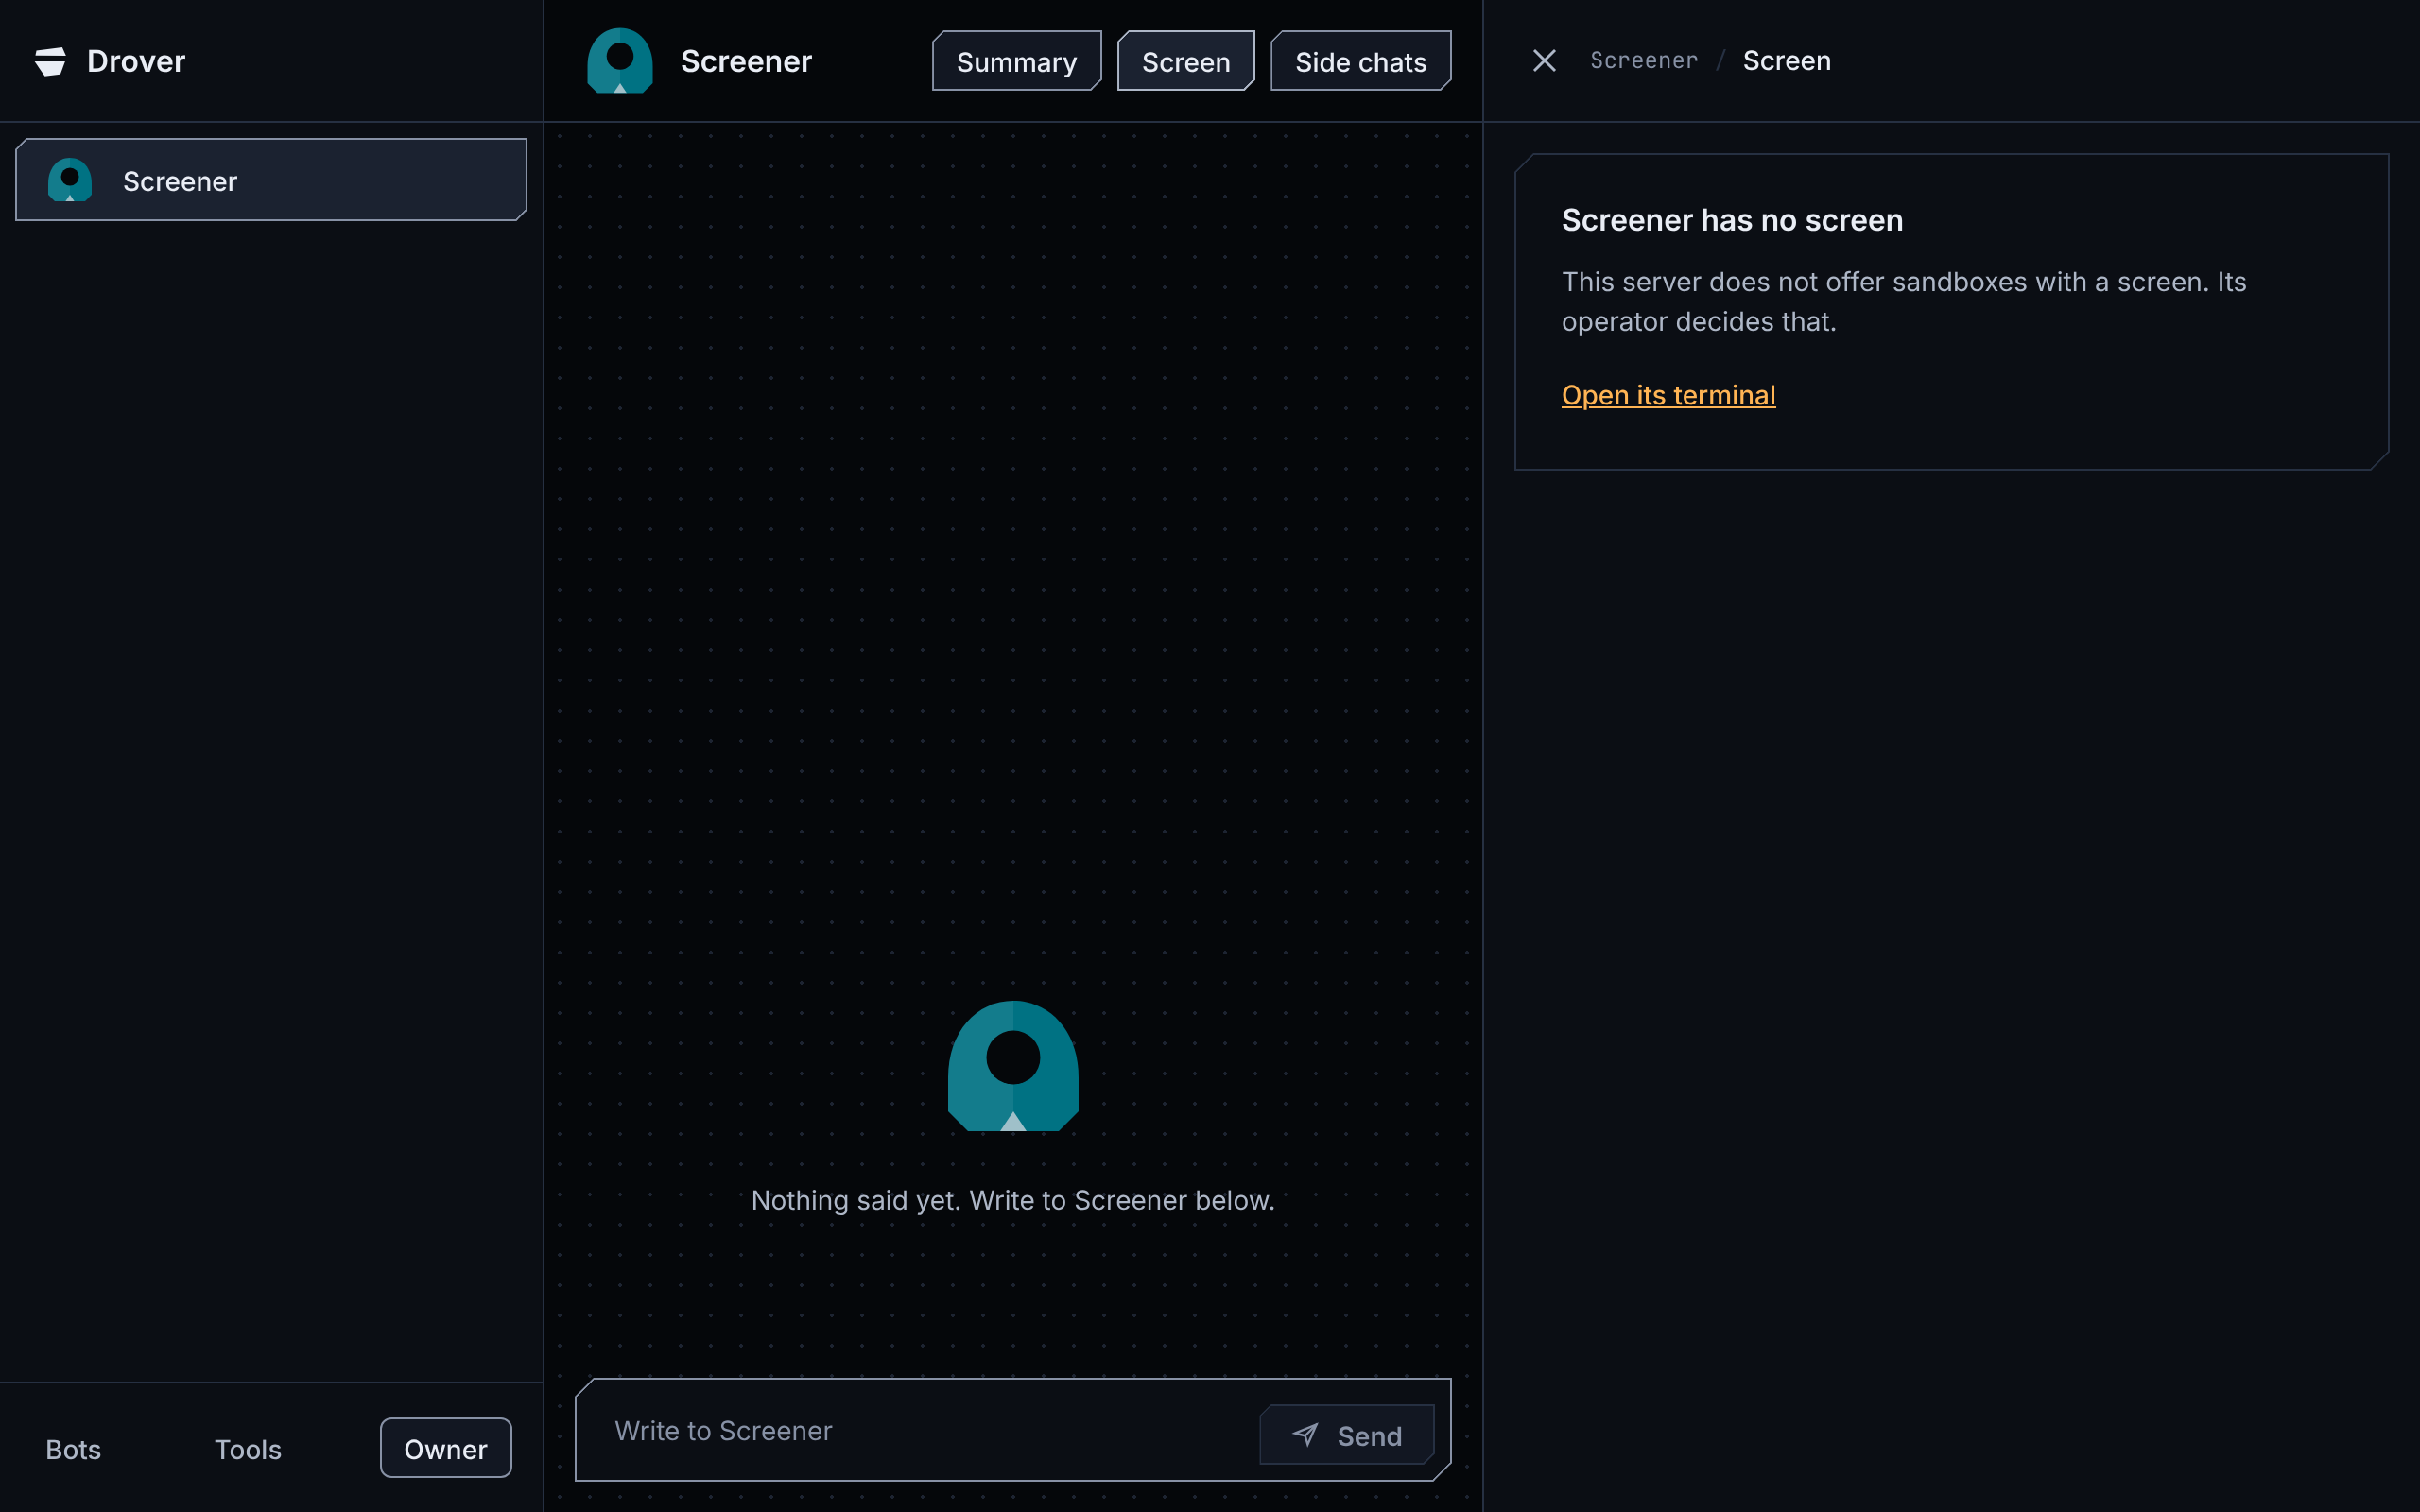 Drover
Screener
Bots
Tools
Owner
Screener
Summary
Screen
Side chats
Nothing said yet. Write to Screener below.
Write to Screener
Send
Screener / Screen
Screener has no screen
This server does not offer sandboxes with a screen. Its
operator decides that.
Open its terminal